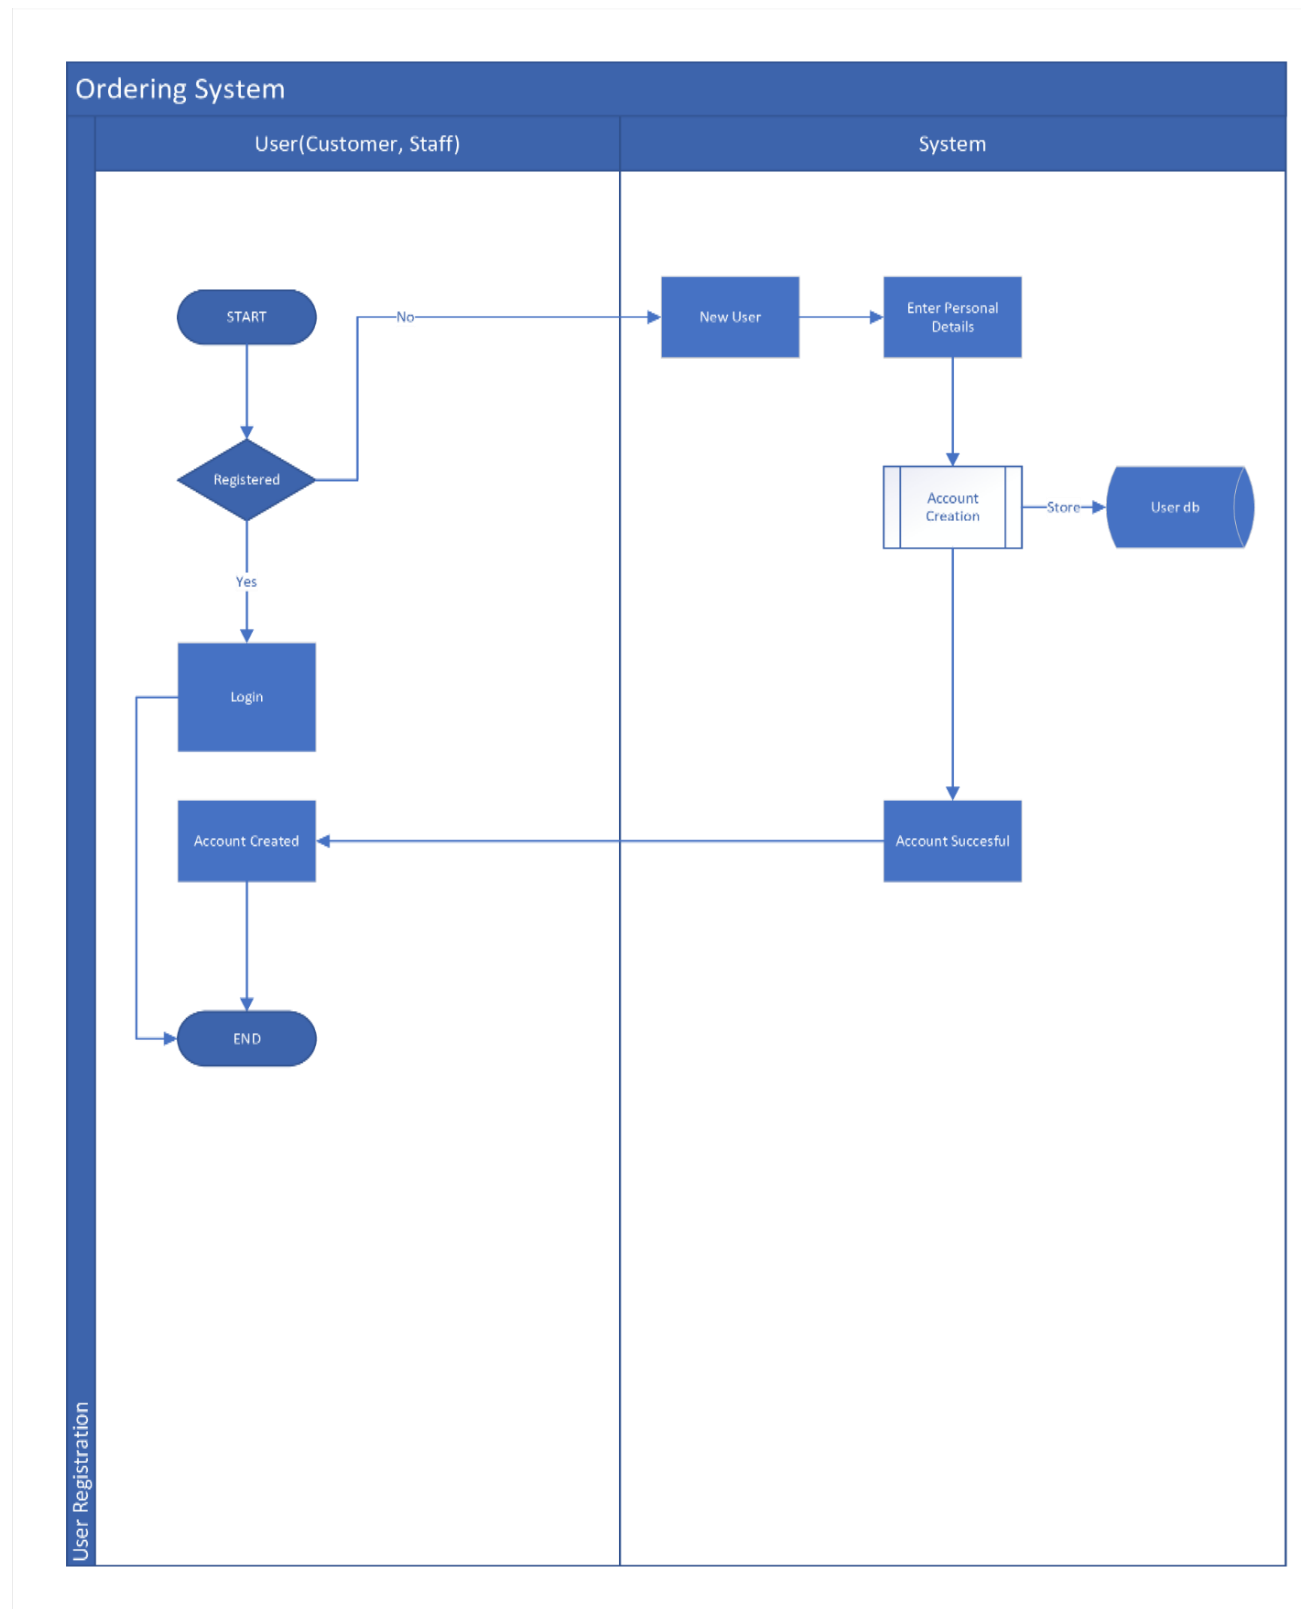 Ordering System
User(Customer, Staff)
System
START
No
New User
Enter Personal
Details
Registered
Account
Creation
Store
User db
Yes
Login
Account Created
Account Succesful
END
User Registration